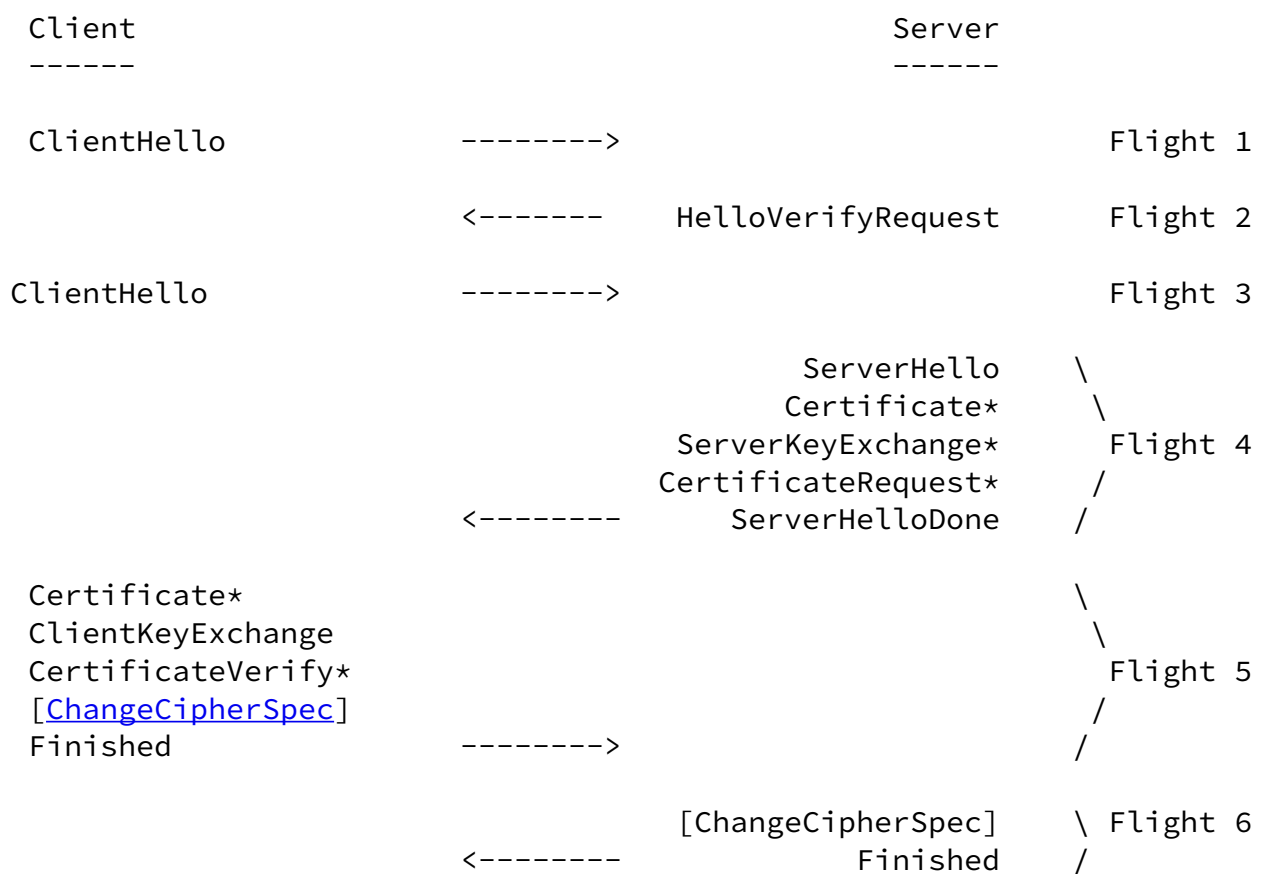 Client                                          Server
------                                          ------
ClientHello             -------->                           Flight 1
                        <-------    HelloVerifyRequest      Flight 2
ClientHello             -------->                           Flight 3
                                           ServerHello    \
                                          Certificate*     \
                                    ServerKeyExchange*      Flight 4
                                   CertificateRequest*     /
                        <--------      ServerHelloDone    /
Certificate*                                              \
ClientKeyExchange                                          \
CertificateVerify*                                          Flight 5
[ChangeCipherSpec]                                         /
Finished                -------->                         /
                                    [ChangeCipherSpec]    \ Flight 6
                        <--------             Finished    /